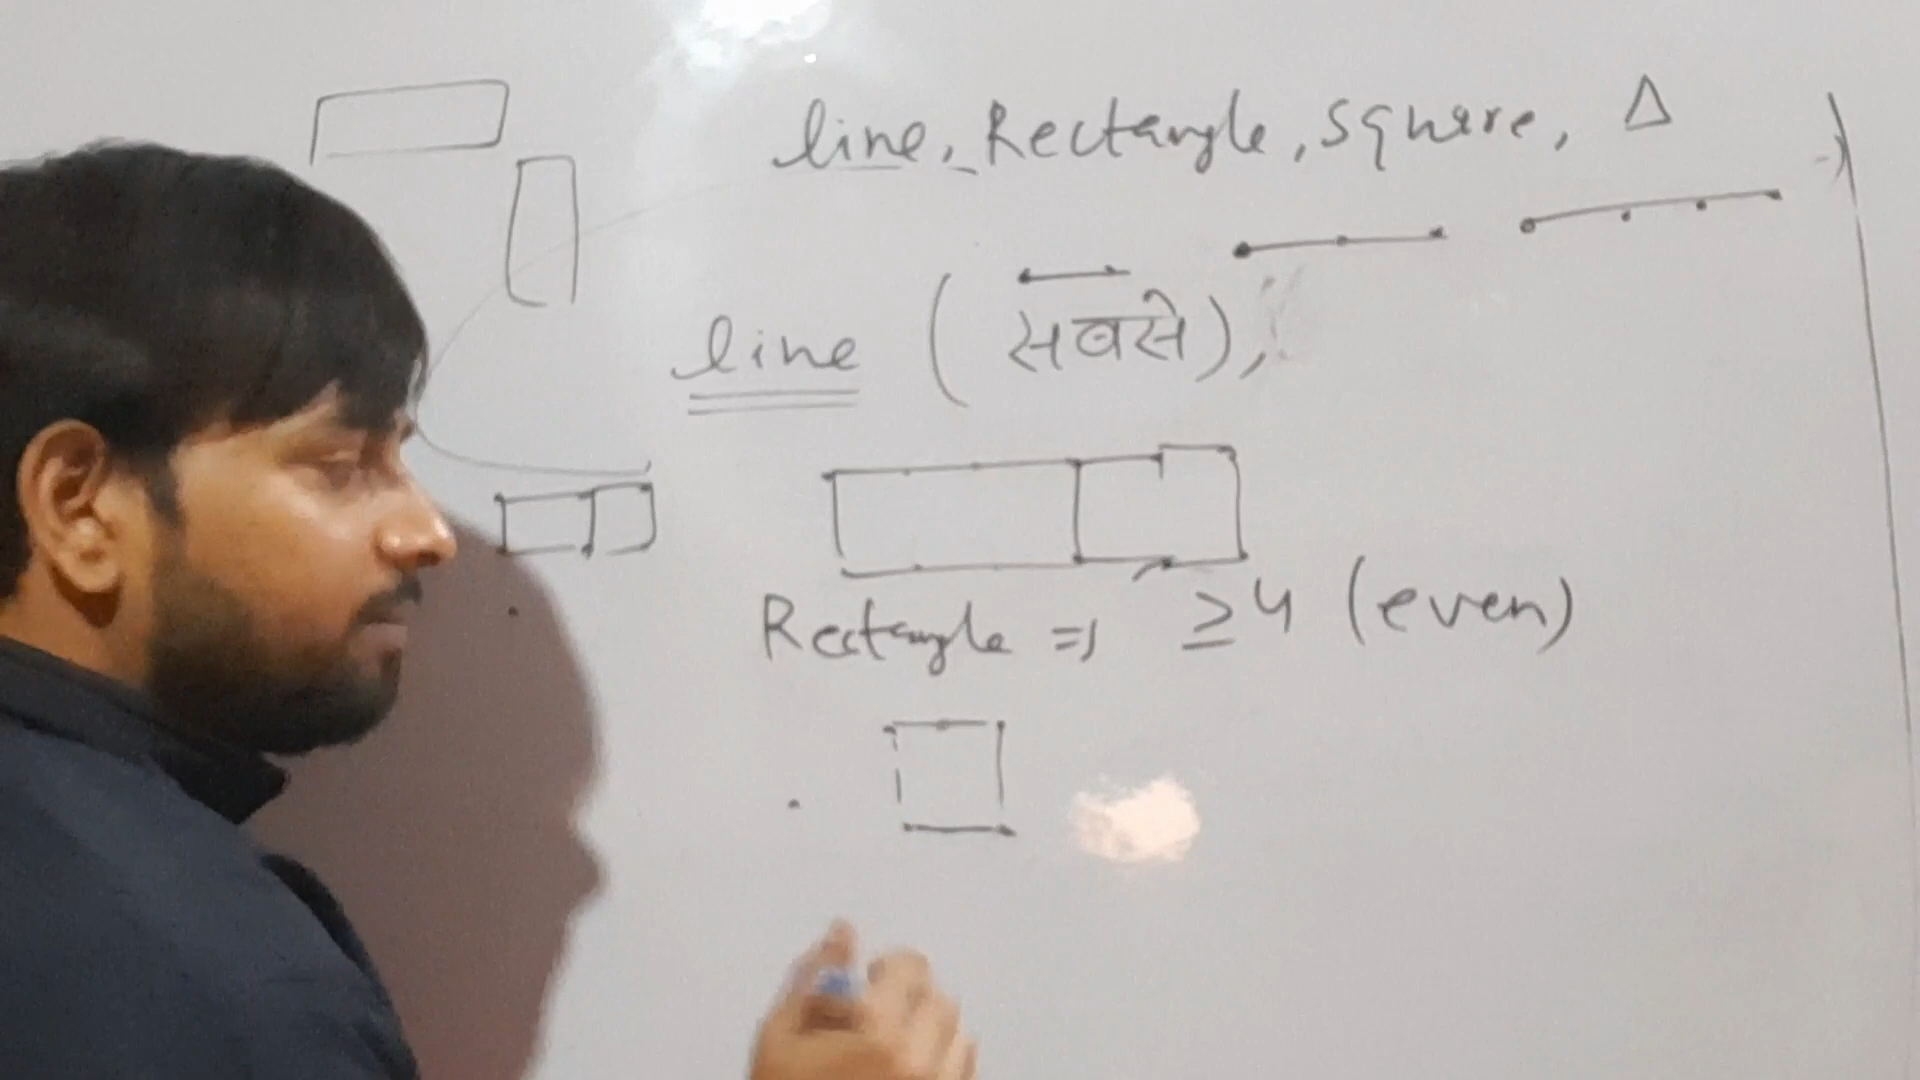 line, Rectangle, square, Δ
line (सबसे),
Rectangle => ≥4 (even)